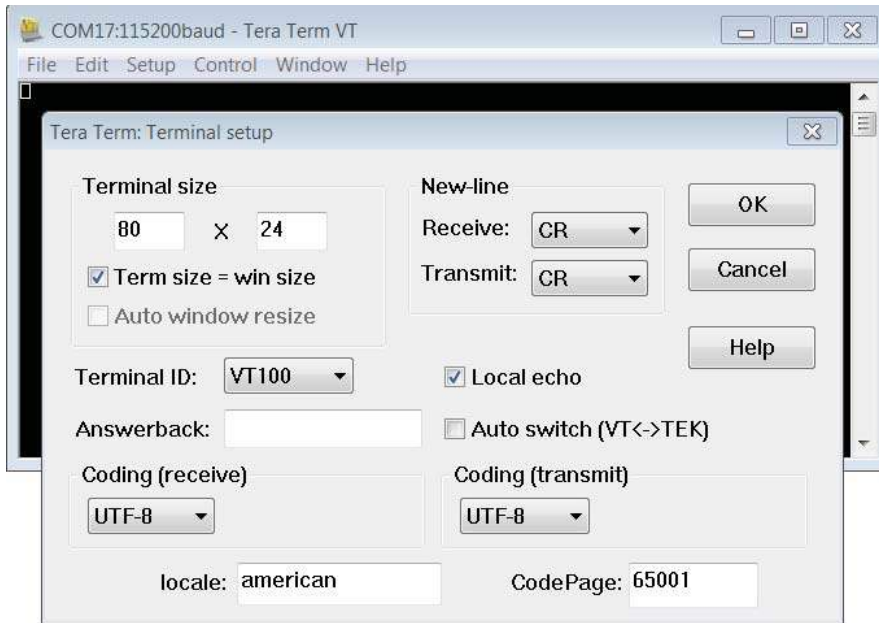 COM17:115200baud - Tera Term VT
File Edit Setup Control Window Help
Tera Term: Terminal setup
Terminal size
80 X 24
Term size = win size
Auto window resize
New-line
Receive: CR
Transmit: CR
OK
Cancel
Help
Terminal ID: VT100
Local echo
Answerback:
Auto switch (VT<->TEK)
Coding (receive)
UTF-8
Coding (transmit)
UTF-8
locale: american
CodePage: 65001